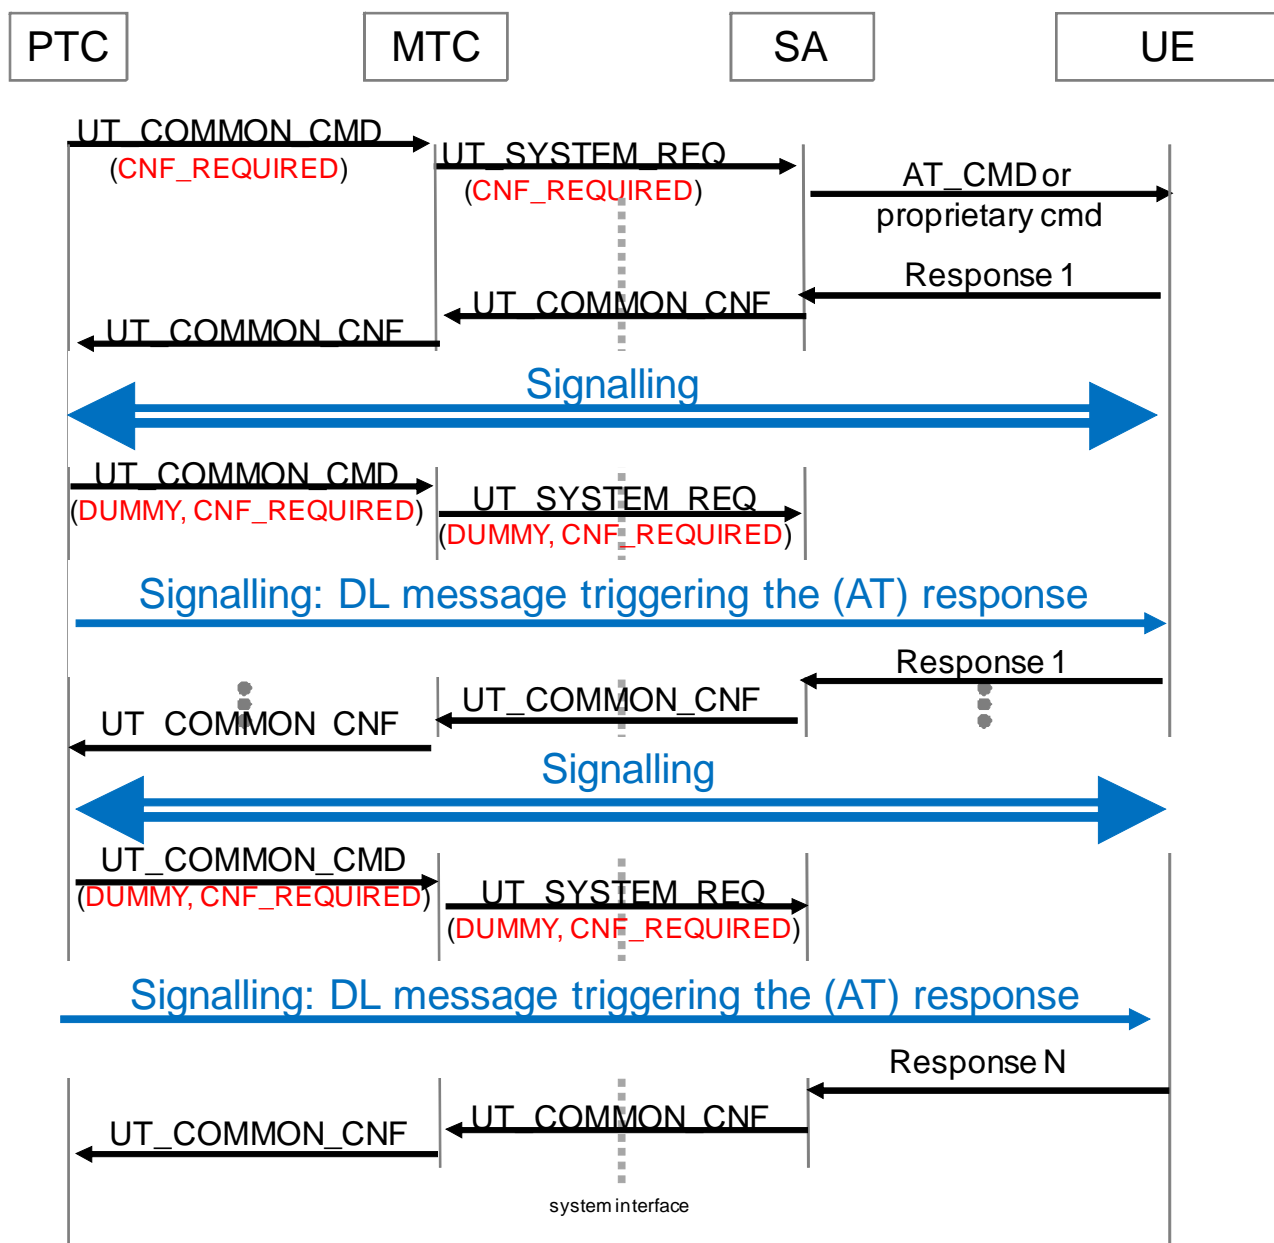 PTC MTC SA UE
UT_COMMON_CMD
(CNF_REQUIRED)
UT_SYSTEM_REQ
(CNF_REQUIRED)
AT_CMD or
proprietary cmd
Response 1
UT_COMMON_CNF
UT_COMMON_CNF
Signalling
UT_COMMON_CMD
(DUMMY, CNF_REQUIRED)
UT_SYSTEM_REQ
(DUMMY, CNF_REQUIRED)
Signalling: DL message triggering the (AT) response
Response 1
UT_COMMON_CNF
UT_COMMON_CNF
Signalling
UT_COMMON_CMD
(DUMMY, CNF_REQUIRED)
UT_SYSTEM_REQ
(DUMMY, CNF_REQUIRED)
Signalling: DL message triggering the (AT) response
Response N
UT_COMMON_CNF
UT_COMMON_CNF
system interface